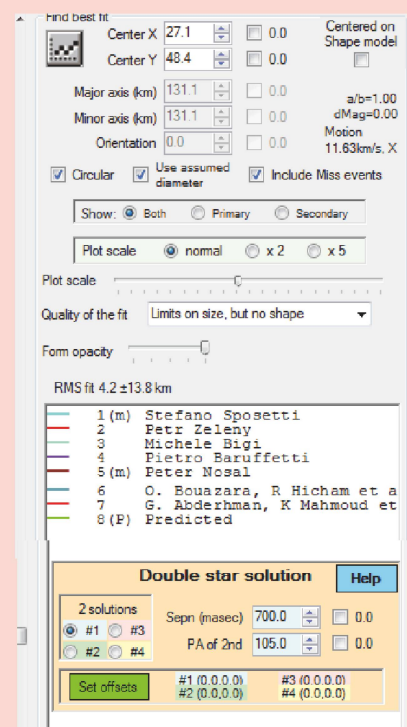 Find best fit
Center X 27.1 0.0 Centered on
Shape model
Center Y 48.4 0.0
Major axis (km) 131.1 0.0 a/b=1.00
Minor axis (km) 131.1 0.0 dMag=0.00
Orientation 0.0 0.0 Motion
11.63km/s, X
Circular Use assumed diameter Include Miss events
Show: Both Primary Secondary
Plot scale normal x 2 x 5
Plot scale
Quality of the fit Limits on size, but no shape
Form opacity
RMS fit 4.2 ±13.8 km
1(m) Stefano Sposetti
2 Petr Zeleny
3 Michele Bigi
4 Pietro Baruffetti
5(m) Peter Nosal
6 O. Bouazara, R Hicham et a
7 G. Abderhman, K Mahmoud et
8(P) Predicted
Double star solution Help
2 solutions
#1 #3
#2 #4
Sepn (masec) 700.0 0.0
PA of 2nd 105.0 0.0
Set offsets #1 (0.0,0.0) #3 (0.0,0.0)
#2 (0.0,0.0) #4 (0.0,0.0)